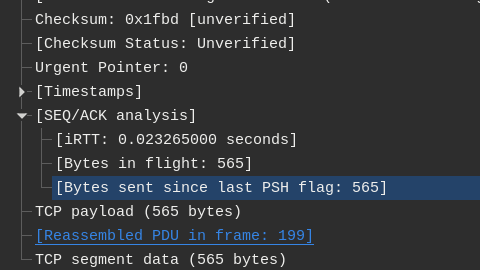 Checksum: 0x1fbd [unverified]
[Checksum Status: Unverified]
Urgent Pointer: 0
[Timestamps]
[SEQ/ACK analysis]
[iRTT: 0.023265000 seconds]
[Bytes in flight: 565]
[Bytes sent since last PSH flag: 565]
TCP payload (565 bytes)
[Reassembled PDU in frame: 199]
TCP segment data (565 bytes)